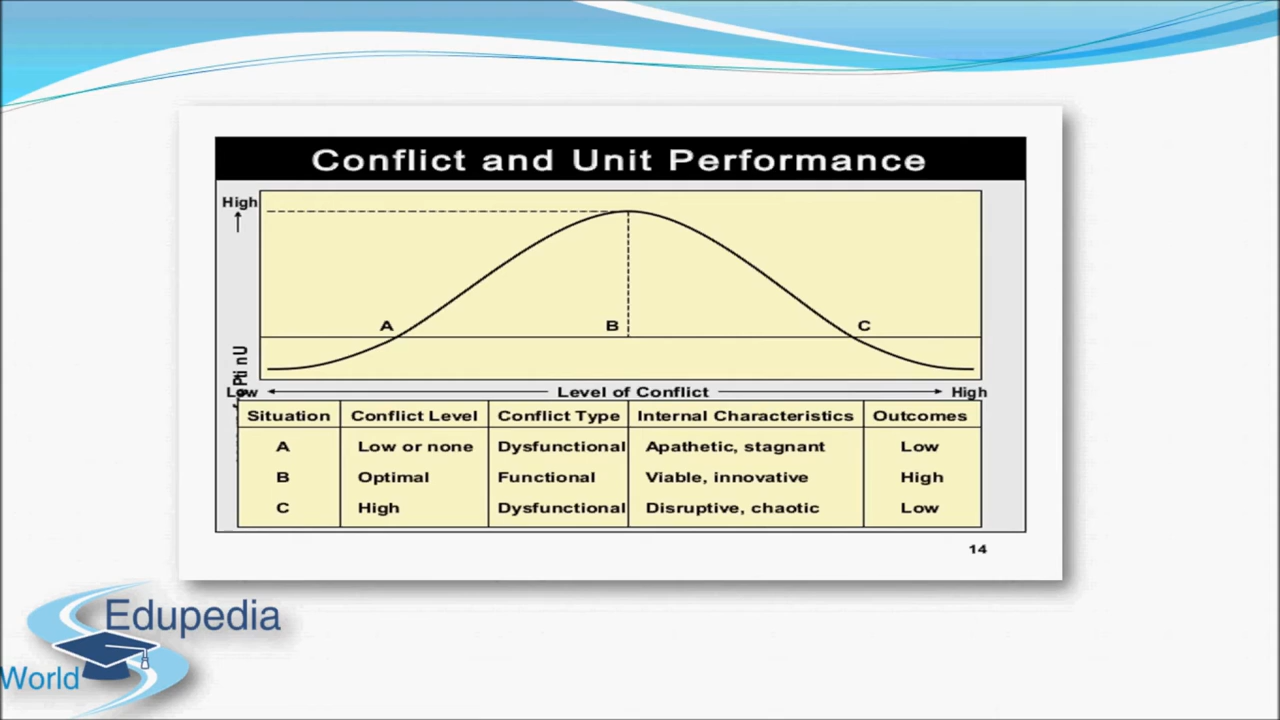 Conflict and Unit Performance
High
A
B
C
Low
Level of Conflict
High
Situation Conflict Level Conflict Type Internal Characteristics Outcomes
A Low or none Dysfunctional Apathetic, stagnant Low
B Optimal Functional Viable, innovative High
C High Dysfunctional Disruptive, chaotic Low
14
Edupedia
World